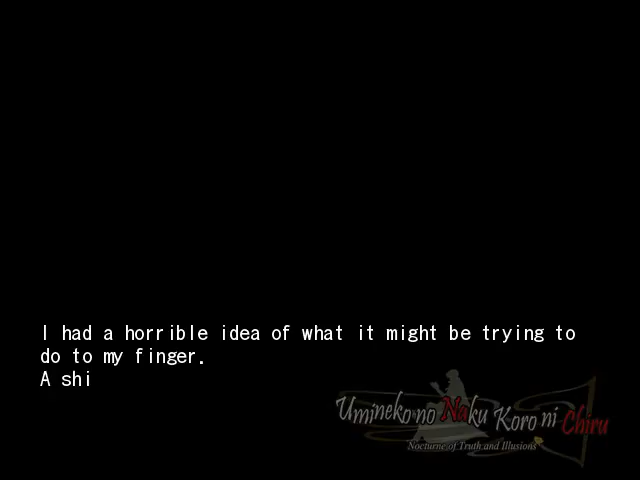 I had a horrible idea of what it might be trying to
do to my finger.
A shi
Umineko no Naku Koro ni Chiru
Nocturne of Truth and Illusions